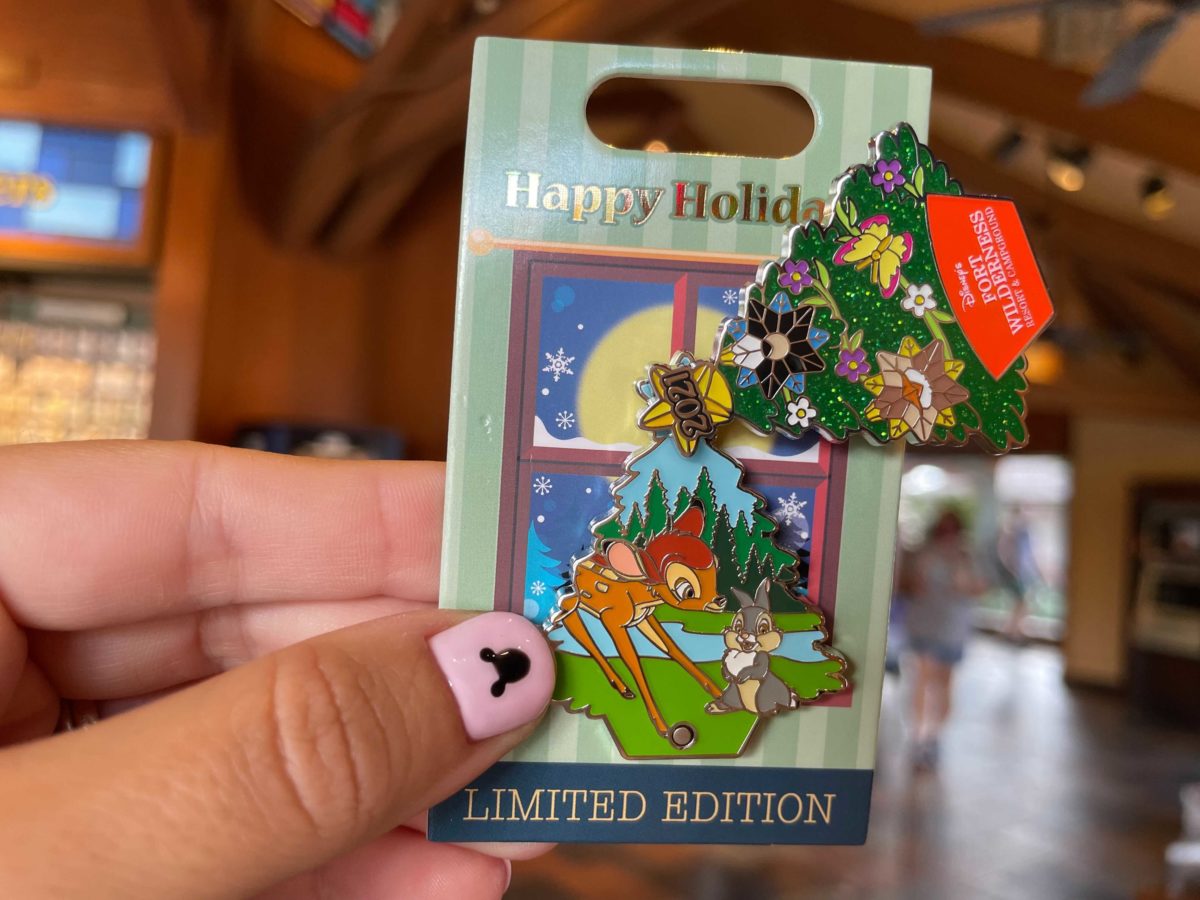 Happy Holida
Disney's
FORT
WILDERNESS
RESORT & CAMPGROUND
2021
LIMITED EDITION